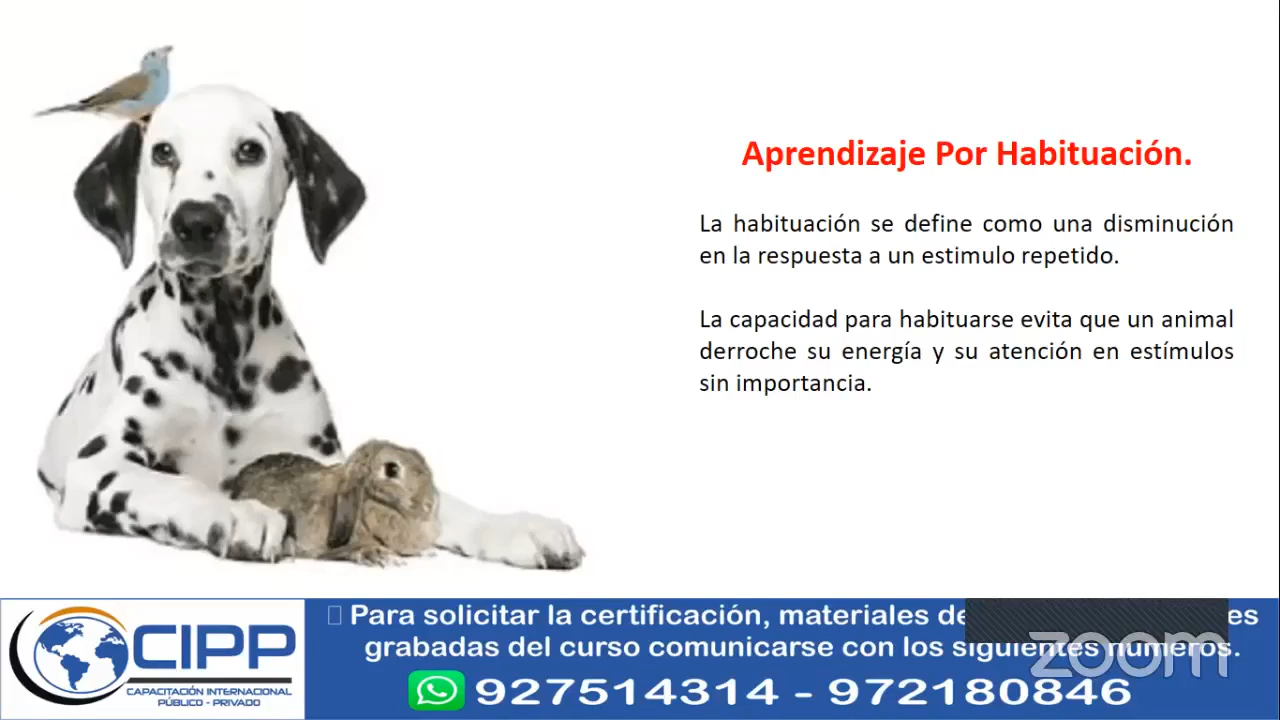 Aprendizaje Por Habituación.
La habituación se define como una disminución
en la respuesta a un estimulo repetido.
La capacidad para habituarse evita que un animal
derroche su energía y su atención en estímulos
sin importancia.
CIPP
CAPACITACIÓN INTERNACIONAL
PÚBLICO - PRIVADO
Para solicitar la certificación, materiales de es
grabadas del curso comunicarse con los siguientes números.
927514314 - 972180846
zoom